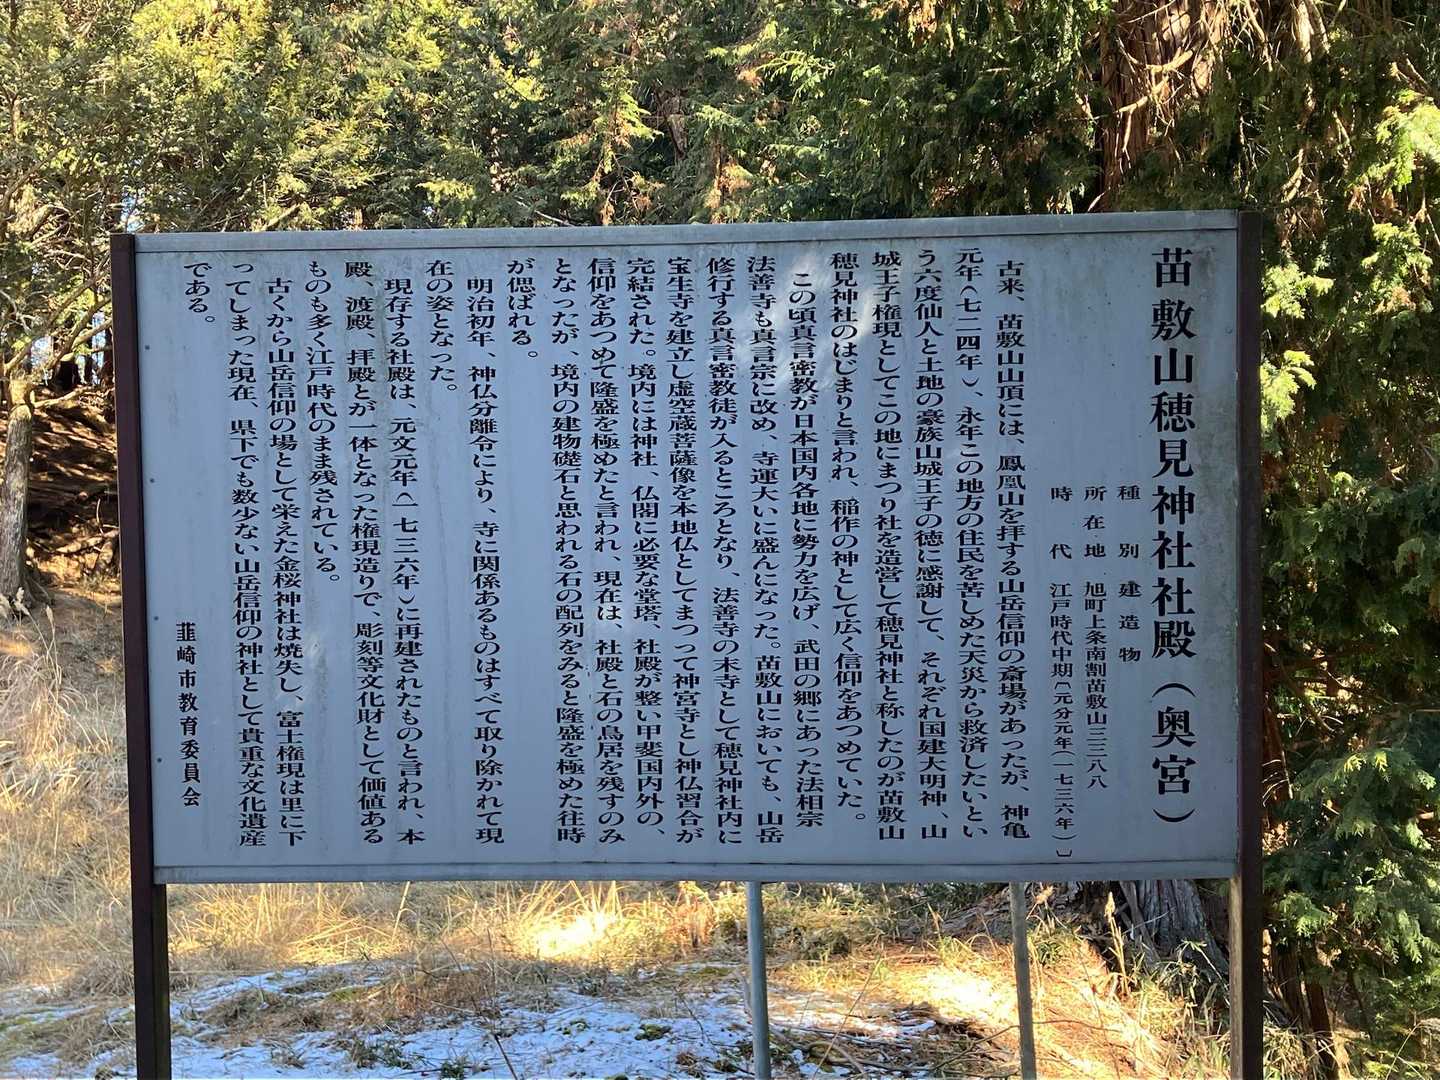 苗敷山穂見神社社殿（奥宮）
種別 建造物
所在地 旭町上条南割苗敷山三三八八
時代 江戸時代中期〔元分元年（一七三六年）〕
古来、苗敷山山頂には、鳳凰山を拝する山岳信仰の斎場があったが、神亀
元年（七二四年）、永年この地方の住民を苦しめた天災から救済したいとい
う六度仙人と土地の豪族山城王子の徳に感謝して、それぞれ国建大明神、山
城王子権現としてこの地にまつり社を造営して穂見神社と称したのが苗敷山
穂見神社のはじまりと言われ、稲作の神として広く信仰をあつめていた。
この頃真言密教が日本国内各地に勢力を広げ、武田の郷にあった法相宗
法善寺も真言宗に改め、寺運大いに盛んになった。苗敷山においても、山岳
修行する真言密教徒が入るところとなり、法善寺の末寺として穂見神社内に
宝生寺を建立し虚空蔵菩薩像を本地仏としてまつって神宮寺とし神仏習合が
完結された。境内には神社、仏閣に必要な堂塔、社殿が整い甲斐国内外の、
信仰をあつめて隆盛を極めたと言われ、現在は、社殿と石の鳥居を残すのみ
となったが、境内の建物礎石と思われる石の配列をみると隆盛を極めた往時
が偲ばれる。
明治初年、神仏分離令により、寺に関係あるものはすべて取り除かれて現
在の姿となった。
現存する社殿は、元文元年（一七三六年）に再建されたものと言われ、本
殿、渡殿、拝殿とが一体となった権現造りで、彫刻等文化財として価値ある
ものも多く江戸時代のまま残されている。
古くから山岳信仰の場として栄えた金桜神社は焼失し、富士権現は里に下
ってしまった現在、県下でも数少ない山岳信仰の神社として貴重な文化遺産
である。
韮崎市教育委員会